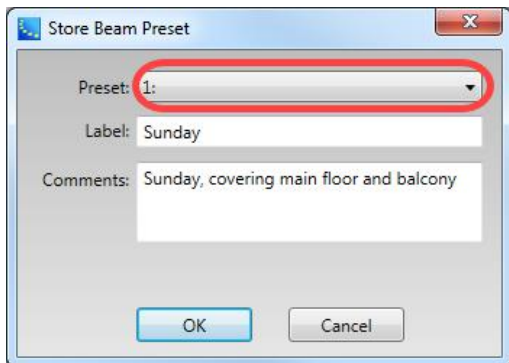 Store Beam Preset
Preset: 1:
Label: Sunday
Comments: Sunday, covering main floor and balcony
OK Cancel